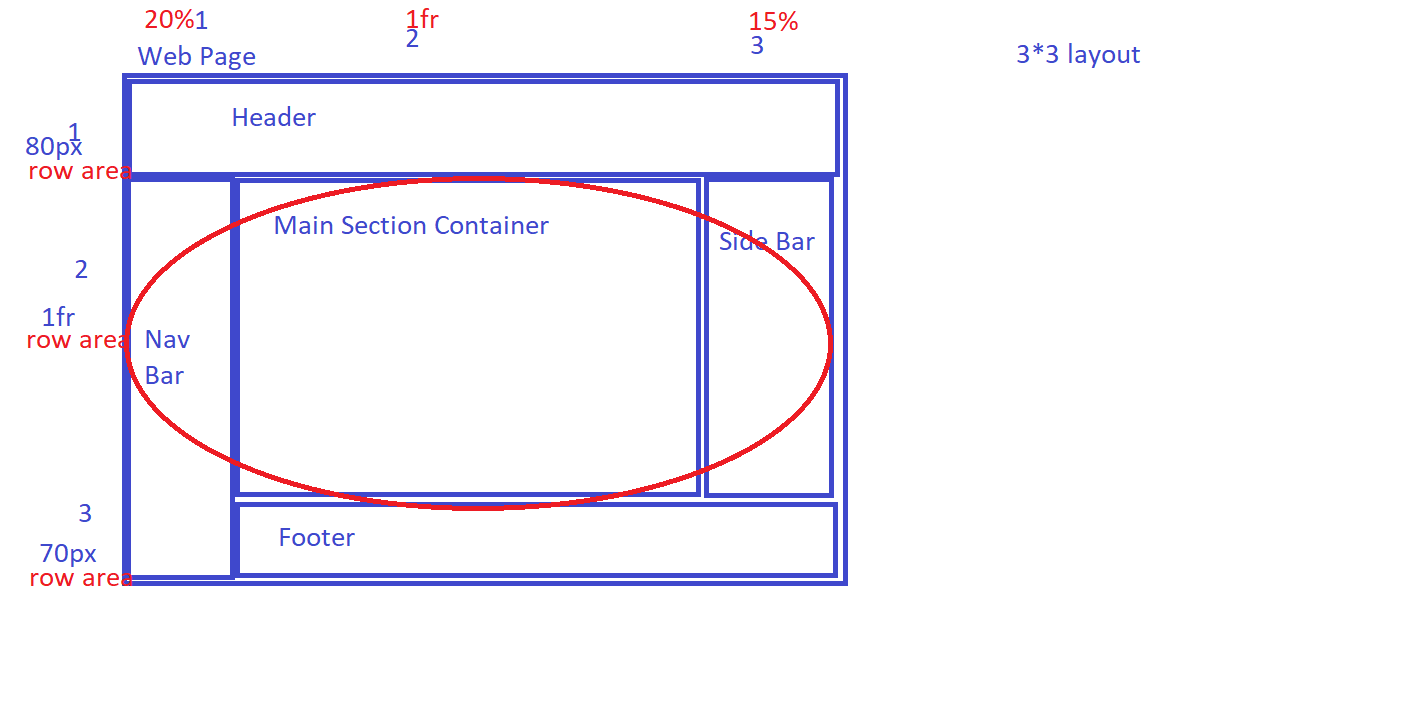 20%1
1fr
2
15%
3
Web Page
3*3 layout
Header
1
80px
row area
Main Section Container
Side Bar
2
1fr
row area
Nav
Bar
3
70px
row area
Footer